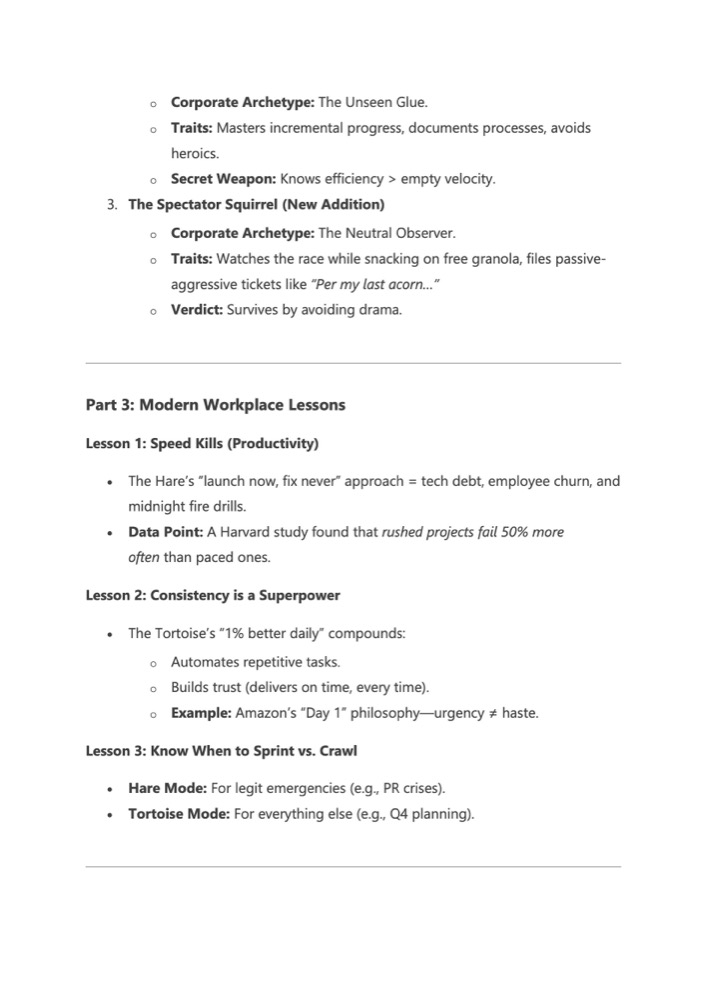 ○ Corporate Archetype: The Unseen Glue.
○ Traits: Masters incremental progress, documents processes, avoids
heroics.
○ Secret Weapon: Knows efficiency > empty velocity.
3. The Spectator Squirrel (New Addition)
○ Corporate Archetype: The Neutral Observer.
○ Traits: Watches the race while snacking on free granola, files passive-
aggressive tickets like “Per my last acorn…”
○ Verdict: Survives by avoiding drama.
Part 3: Modern Workplace Lessons
Lesson 1: Speed Kills (Productivity)
• The Hare’s “launch now, fix never” approach = tech debt, employee churn, and
midnight fire drills.
• Data Point: A Harvard study found that rushed projects fail 50% more
often than paced ones.
Lesson 2: Consistency is a Superpower
• The Tortoise’s “1% better daily” compounds:
○ Automates repetitive tasks.
○ Builds trust (delivers on time, every time).
○ Example: Amazon’s “Day 1” philosophy—urgency ≠ haste.
Lesson 3: Know When to Sprint vs. Crawl
• Hare Mode: For legit emergencies (e.g., PR crises).
• Tortoise Mode: For everything else (e.g., Q4 planning).